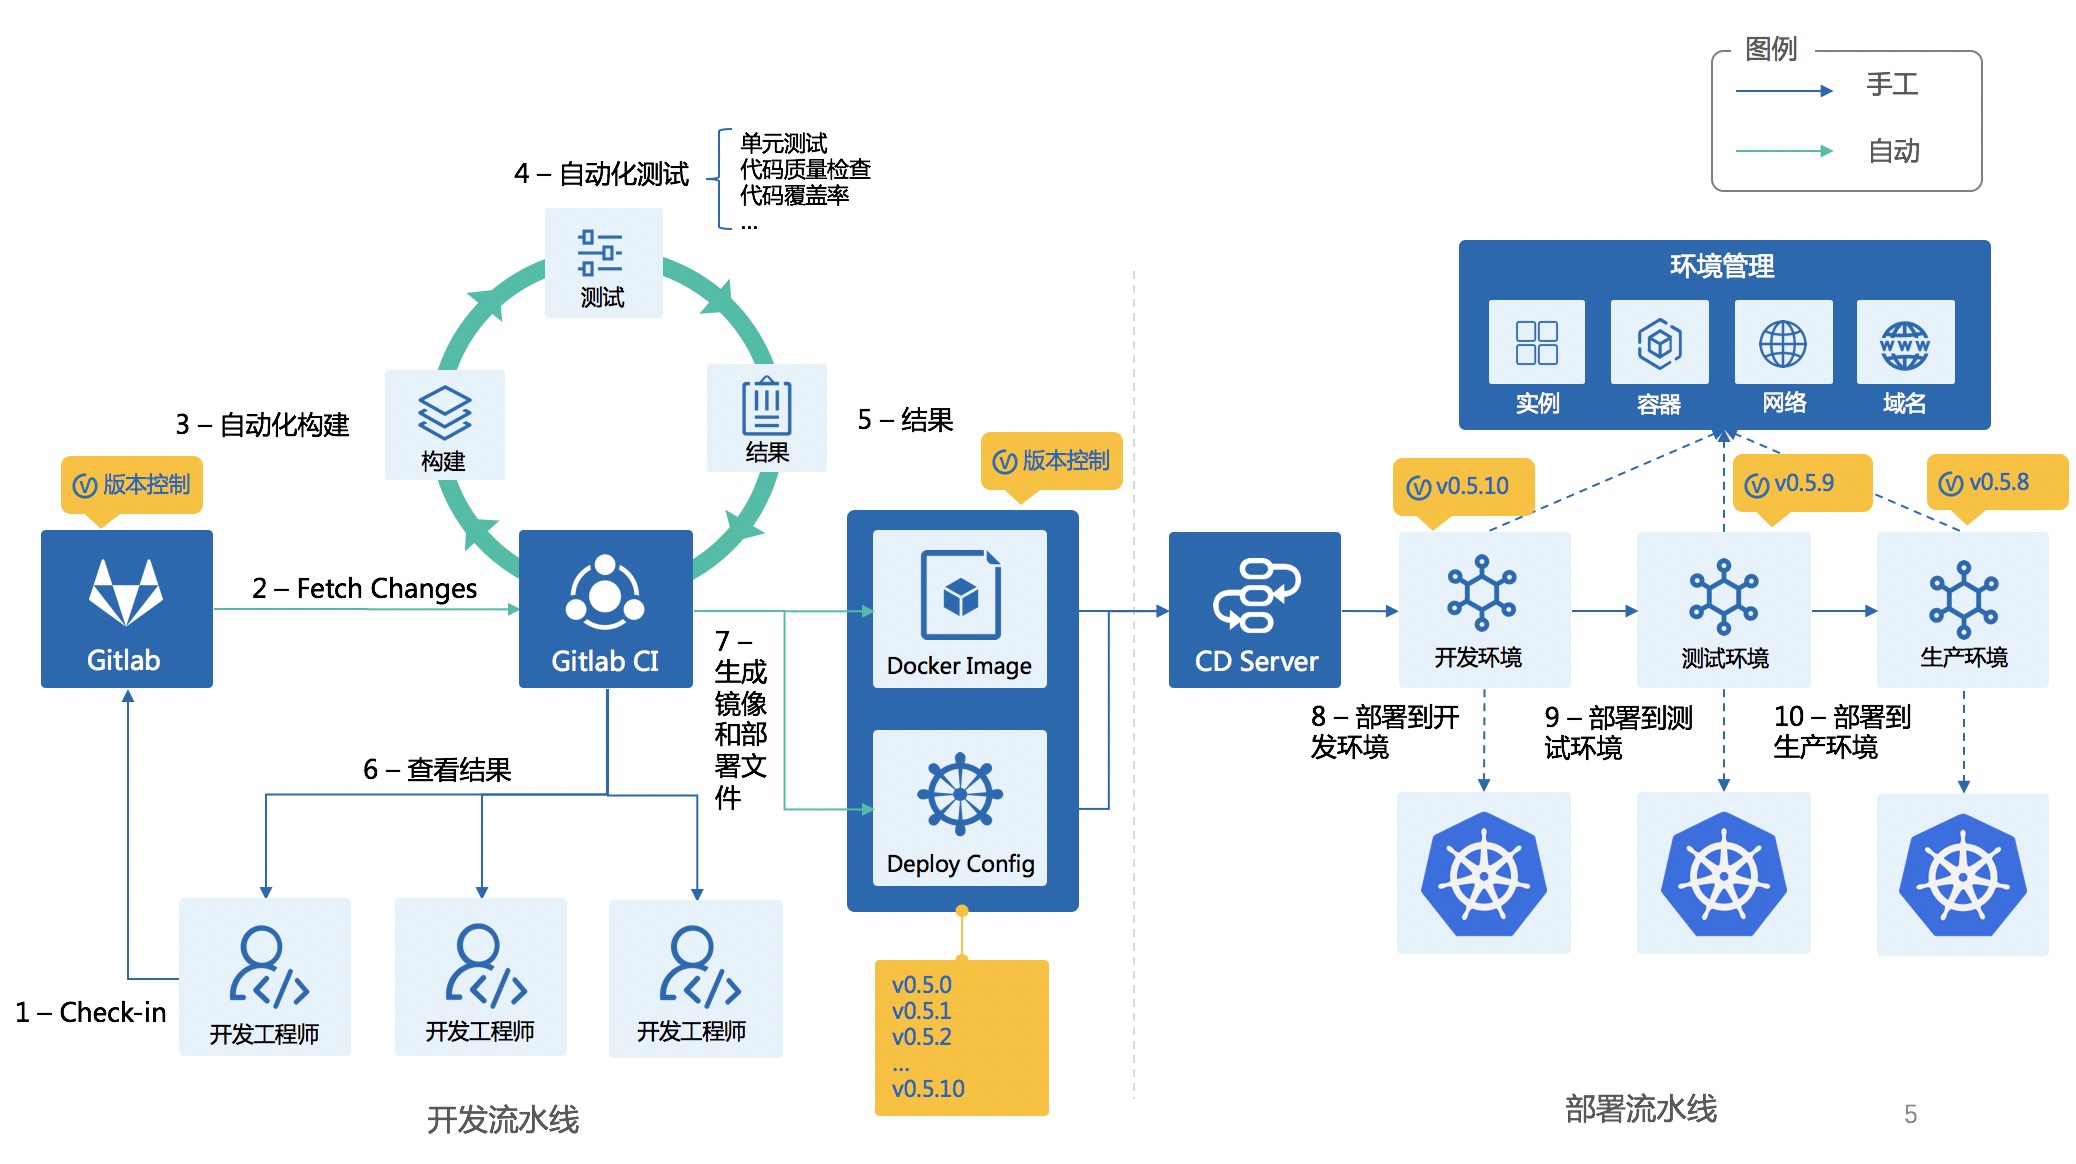 图例
手工
自动
4 – 自动化测试
单元测试
代码质量检查
代码覆盖率
...
测试
3 – 自动化构建
构建
5 – 结果
结果
版本控制
Gitlab
2 – Fetch Changes
Gitlab CI
7 –
生成
镜像
和部
署文
件
版本控制
Docker Image
Deploy Config
v0.5.0
v0.5.1
v0.5.2
...
v0.5.10
6 – 查看结果
1 – Check-in
开发工程师
开发工程师
开发工程师
开发流水线
环境管理
实例
容器
网络
域名
v0.5.10
v0.5.9
v0.5.8
CD Server
开发环境
测试环境
生产环境
8 – 部署到开
发环境
9 – 部署到测
试环境
10 – 部署到
生产环境
部署流水线
5